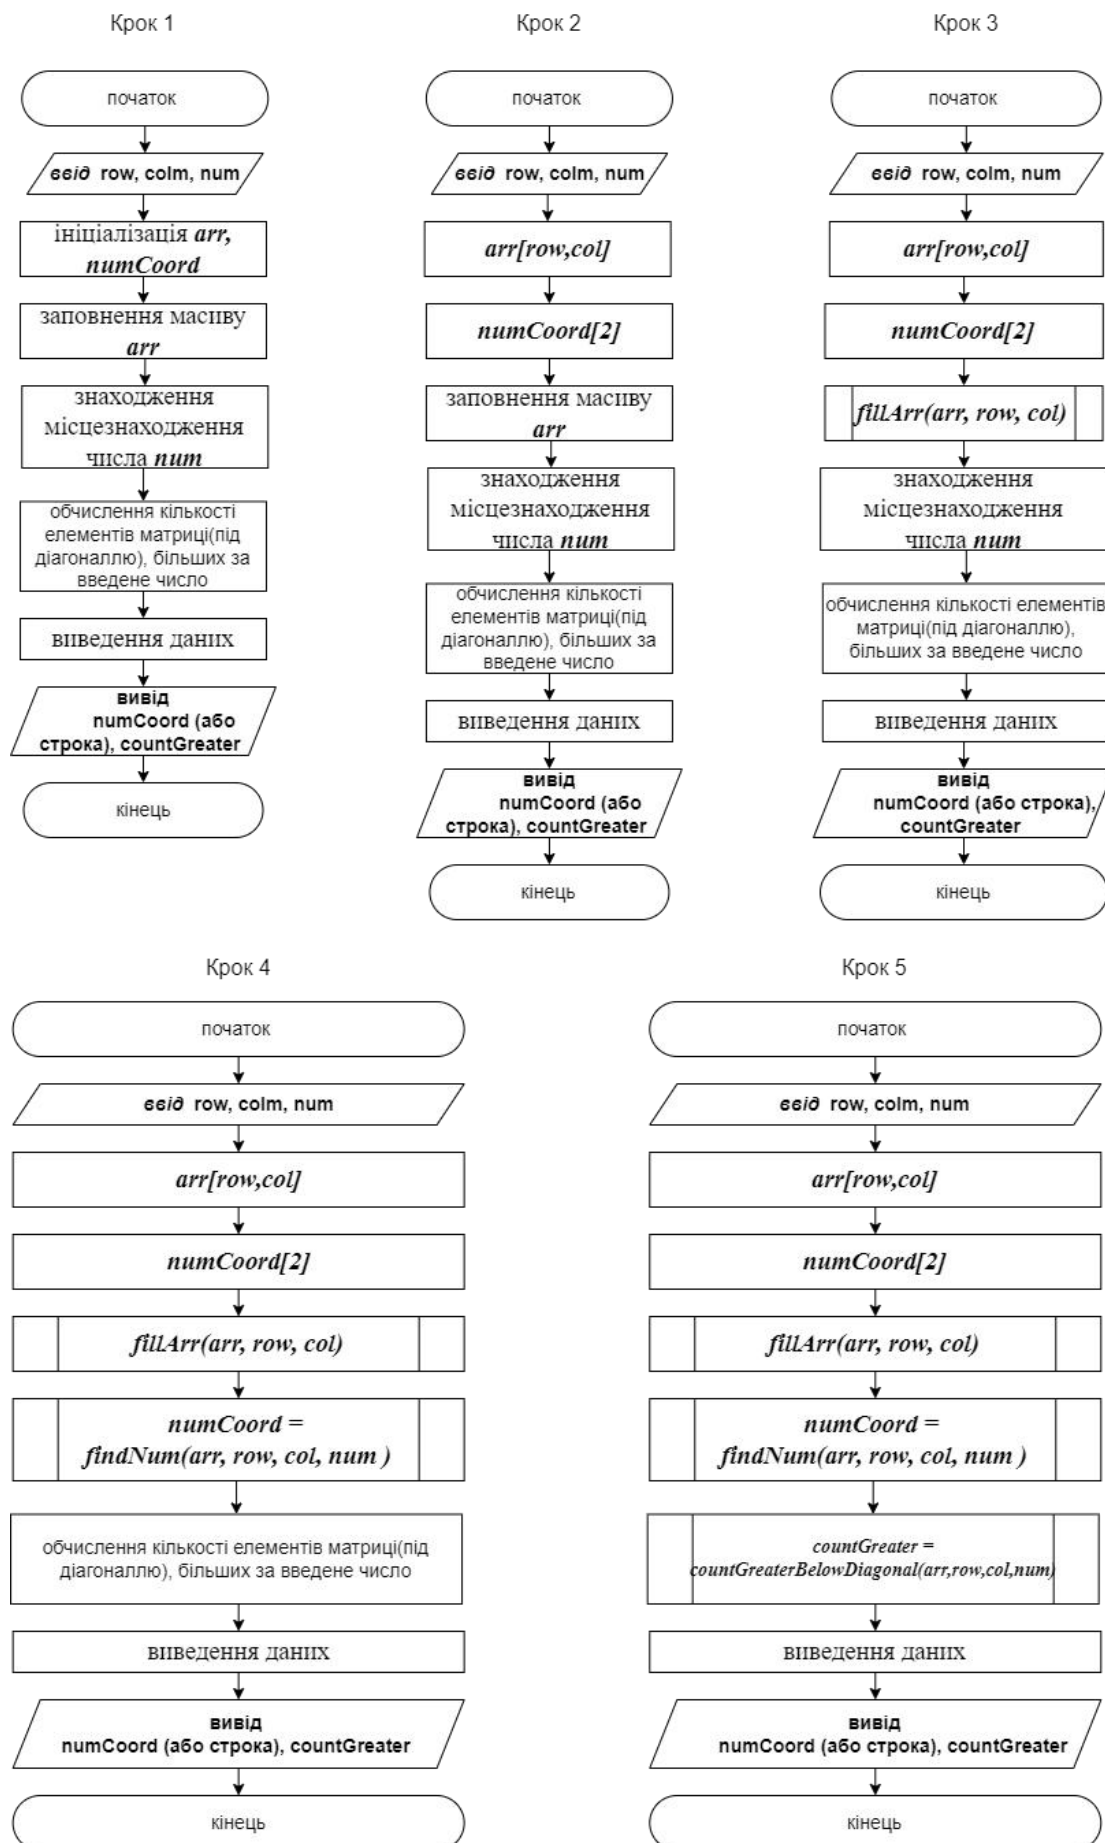 Крок 1
початок
ввід row, colm, num
ініціалізація arr,
numCoord
заповнення масиву
arr
знаходження
місцезнаходження
числа num
обчислення кількості
елементів матриці(під
діагоналлю), більших за
введене число
виведення даних
вивід
numCoord (або
строка), countGreater
кінець
Крок 2
початок
ввід row, colm, num
arr[row,col]
numCoord[2]
заповнення масиву
arr
знаходження
місцезнаходження
числа num
обчислення кількості
елементів матриці(під
діагоналлю), більших за
введене число
виведення даних
вивід
numCoord (або
строка), countGreater
кінець
Крок 3
початок
ввід row, colm, num
arr[row,col]
numCoord[2]
fillArr(arr, row, col)
знаходження
місцезнаходження
числа num
обчислення кількості елементів
матриці(під діагоналлю),
більших за введене число
виведення даних
вивід
numCoord (або строка),
countGreater
кінець
Крок 4
початок
ввід row, colm, num
arr[row,col]
numCoord[2]
fillArr(arr, row, col)
numCoord =
findNum(arr, row, col, num )
обчислення кількості елементів матриці(під
діагоналлю), більших за введене число
виведення даних
вивід
numCoord (або строка), countGreater
кінець
Крок 5
початок
ввід row, colm, num
arr[row,col]
numCoord[2]
fillArr(arr, row, col)
numCoord =
findNum(arr, row, col, num )
countGreater =
countGreaterBelowDiagonal(arr,row,col,num)
виведення даних
вивід
numCoord (або строка), countGreater
кінець